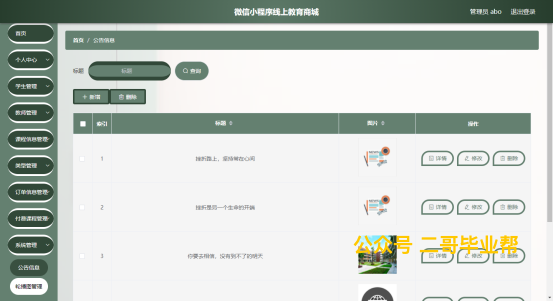 微信小程序线上教育商城
管理员 abo 退出登录
首页
个人中心
学生管理
教师管理
课程信息管理
类型管理
订单信息管理
付费课程管理
系统管理
公告信息
轮播图管理
首页 / 公告信息
标题 标题 查询
+ 新增 删除
索引 标题 图片 操作
1 挫折路上，坚持常在心间 详情 修改 删除
2 挫折是另一个生命的开端 详情 修改 删除
公众号 二哥毕业帮
3 你要去相信，没有到不了的明天 详情 修改 删除